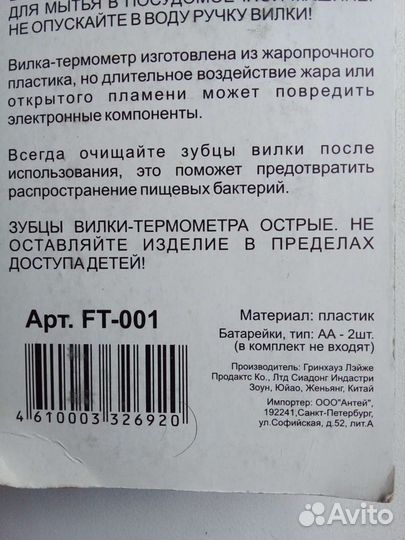 ДЛЯ МЫТЬЯ В ПОСУДОМОЕЧНОЙ МАШИНЕ.
НЕ ОПУСКАЙТЕ В ВОДУ РУЧКУ ВИЛКИ!
Вилка-термометр изготовлена из жаропрочного
пластика, но длительное воздействие жара или
открытого пламени может повредить
электронные компоненты.
Всегда очищайте зубцы вилки после
использования, это поможет предотвратить
распространение пищевых бактерий.
ЗУБЦЫ ВИЛКИ-ТЕРМОМЕТРА ОСТРЫЕ. НЕ
ОСТАВЛЯЙТЕ ИЗДЕЛИЕ В ПРЕДЕЛАХ
ДОСТУПА ДЕТЕЙ!
Арт. FT-001
4 610003 326920
Материал: пластик
Батарейки, тип: АА - 2шт.
(в комплект не входят)
Производитель: Гринхауз Лэйже
Продактс Ко., Лтд Сиадонг Индастри
Зоун, Юйао, Женьянг, Китай
Импортер: ООО"Антей",
192241,Санкт-Петербург,
ул.Софийская, д.52, лит.А
Avito